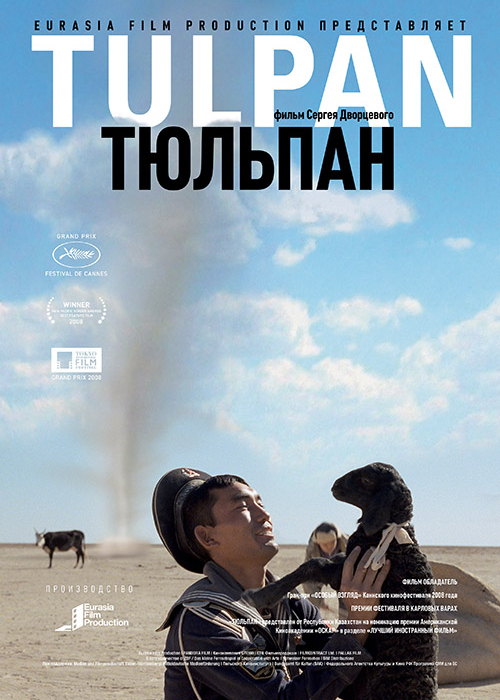 EURASIA FILM PRODUCTION ПРЕДСТАВЛЯЕТ
TULPAN
фильм Сергея Дворцевого
ТЮЛЬПАН
GRAND PRIX
FESTIVAL DE CANNES
WINNER
2008
TOKYO
FILM
FESTIVAL
GRAND PRIX 2008
ПРОИЗВОДСТВО
Eurasia
Film
Production
ФИЛЬМ ОБЛАДАТЕЛЬ
Гран-при «ОСОБЫЙ ВЗГЛЯД» Каннского кинофестиваля 2008 года
ПРЕМИИ ФЕСТИВАЛЯ В КАРЛОВЫХ ВАРАХ
«ТЮЛЬПАН» представлен от Республики Казахстан на номинацию премии Американской
Киноакадемии «ОСКАР» в разделе «ЛУЧШИЙ ИНОСТРАННЫЙ ФИЛЬМ»